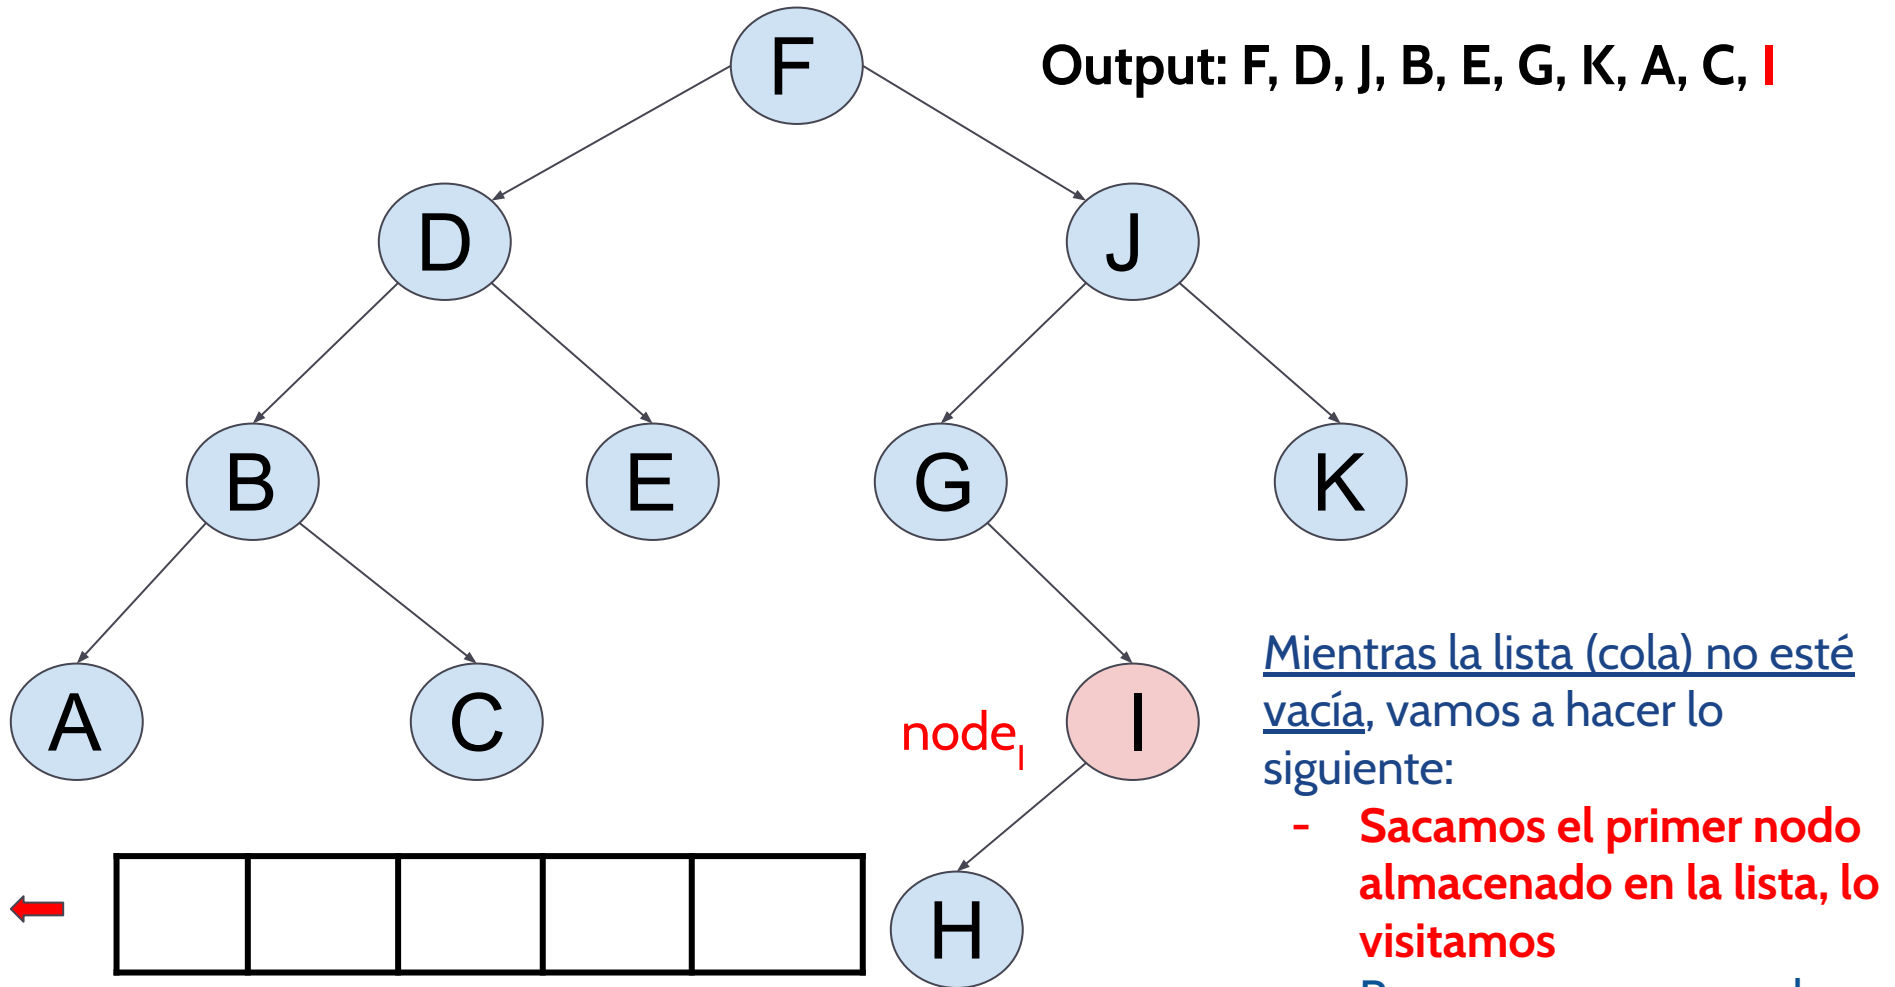 F
Output: F, D, J, B, E, G, K, A, C, I
D
J
B
E
G
K
A
C
node_I
I
H
Mientras la lista (cola) no esté
vacía, vamos a hacer lo
siguiente:
- Sacamos el primer nodo
almacenado en la lista, lo
visitamos